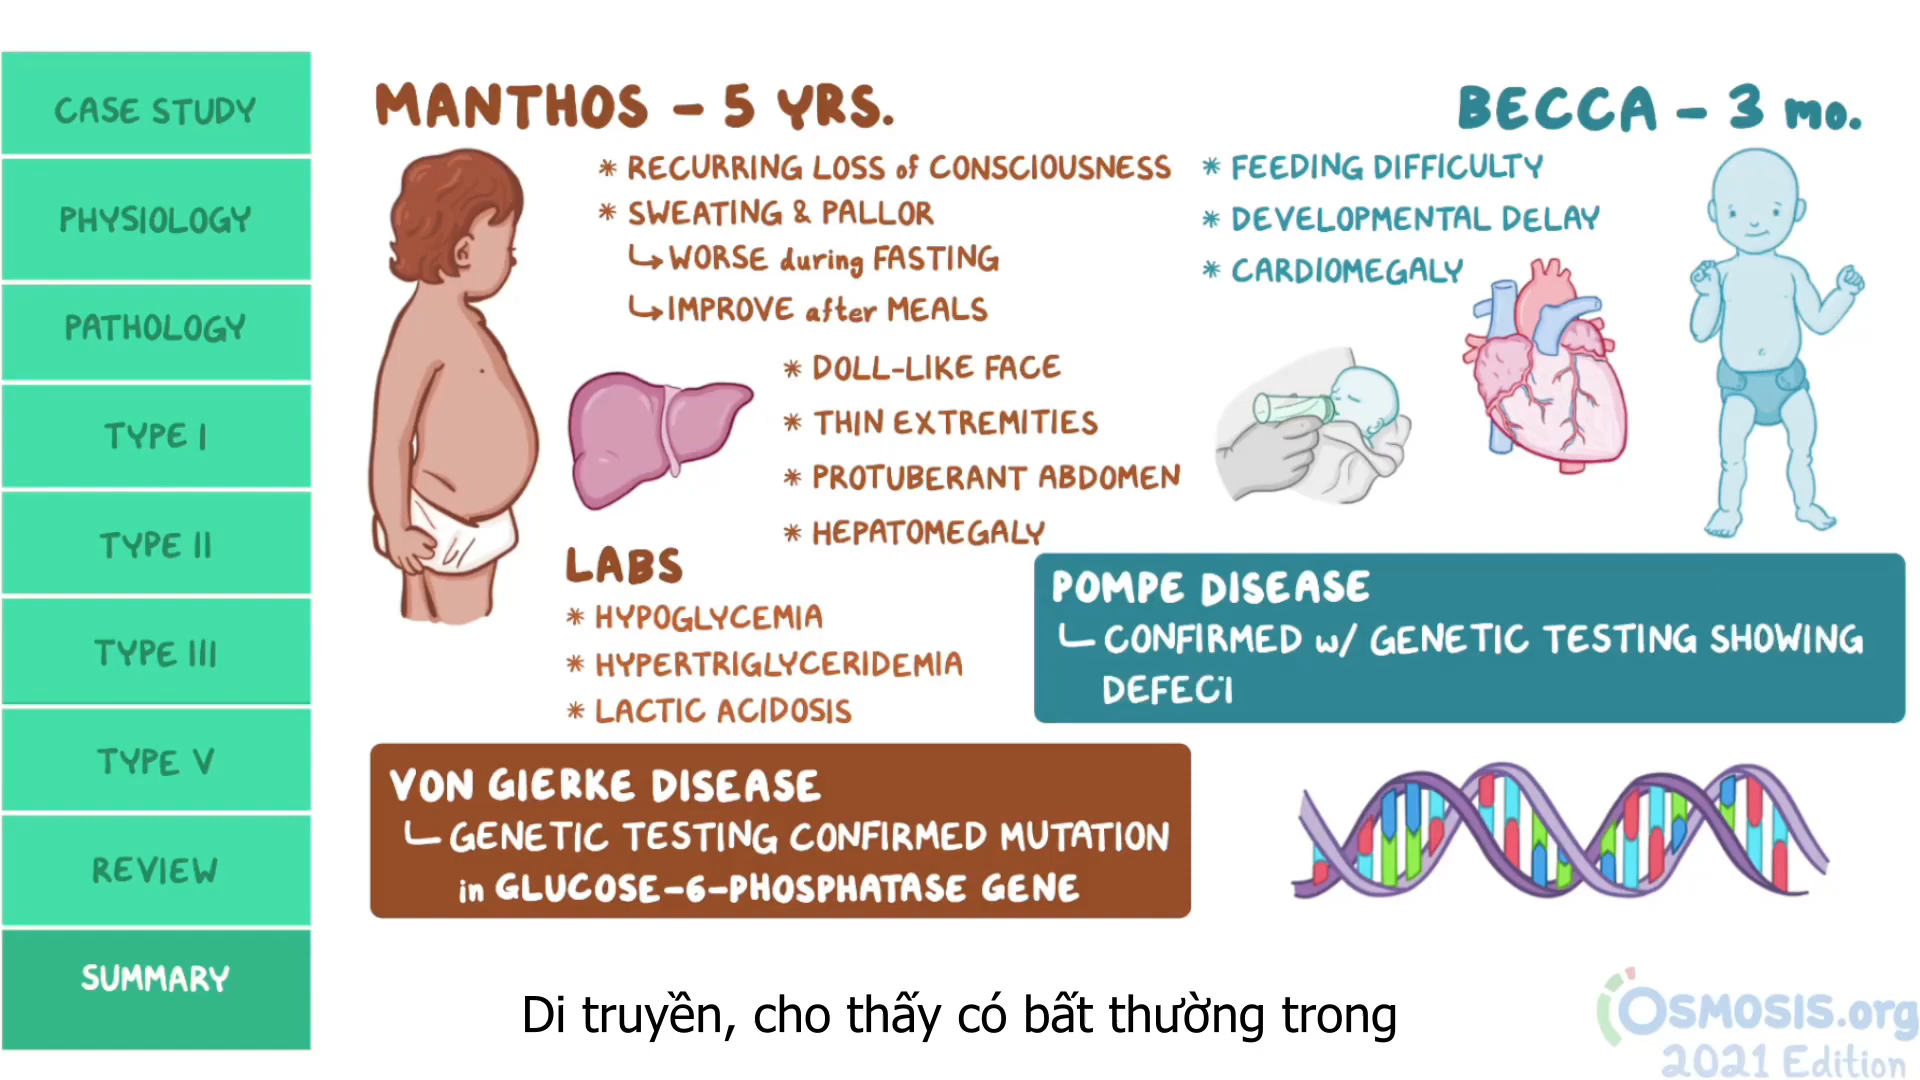 CASE STUDY
PHYSIOLOGY
PATHOLOGY
TYPE I
TYPE II
TYPE III
TYPE V
REVIEW
SUMMARY
MANTHOS - 5 YRS.
* RECURRING LOSS of CONSCIOUSNESS
* SWEATING & PALLOR
↳ WORSE during FASTING
↳ IMPROVE after MEALS
* DOLL-LIKE FACE
* THIN EXTREMITIES
* PROTUBERANT ABDOMEN
* HEPATOMEGALY
LABS
* HYPOGLYCEMIA
* HYPERTRIGLYCERIDEMIA
* LACTIC ACIDOSIS
VON GIERKE DISEASE
GENETIC TESTING CONFIRMED MUTATION
in GLUCOSE-6-PHOSPHATASE GENE
BECCA - 3 mo.
* FEEDING DIFFICULTY
* DEVELOPMENTAL DELAY
* CARDIOMEGALY
POMPE DISEASE
CONFIRMED w/ GENETIC TESTING SHOWING
Di truyền, cho thấy có bất thường trong
OSMOSIS.org
2021 Edition